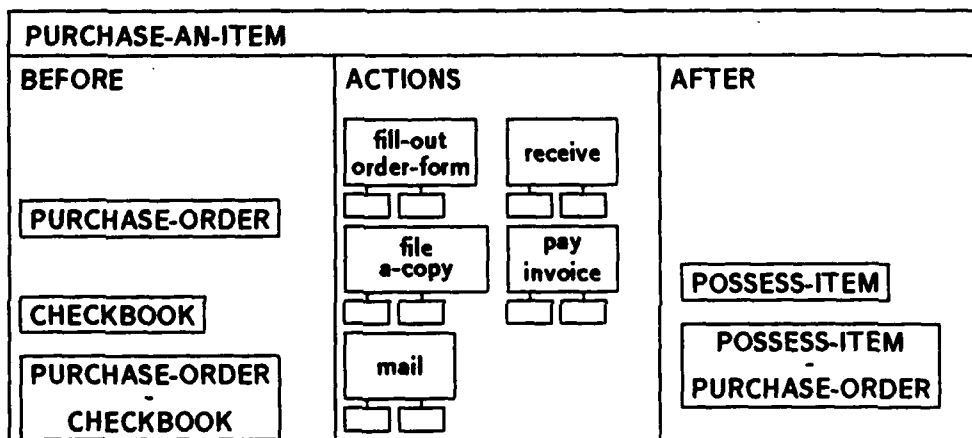 PURCHASE-AN-ITEM
BEFORE
PURCHASE-ORDER
CHECKBOOK
PURCHASE-ORDER
-
CHECKBOOK
ACTIONS
fill-out
order-form
receive
file
a-copy
pay
invoice
mail
AFTER
POSSESS-ITEM
POSSESS-ITEM
-
PURCHASE-ORDER